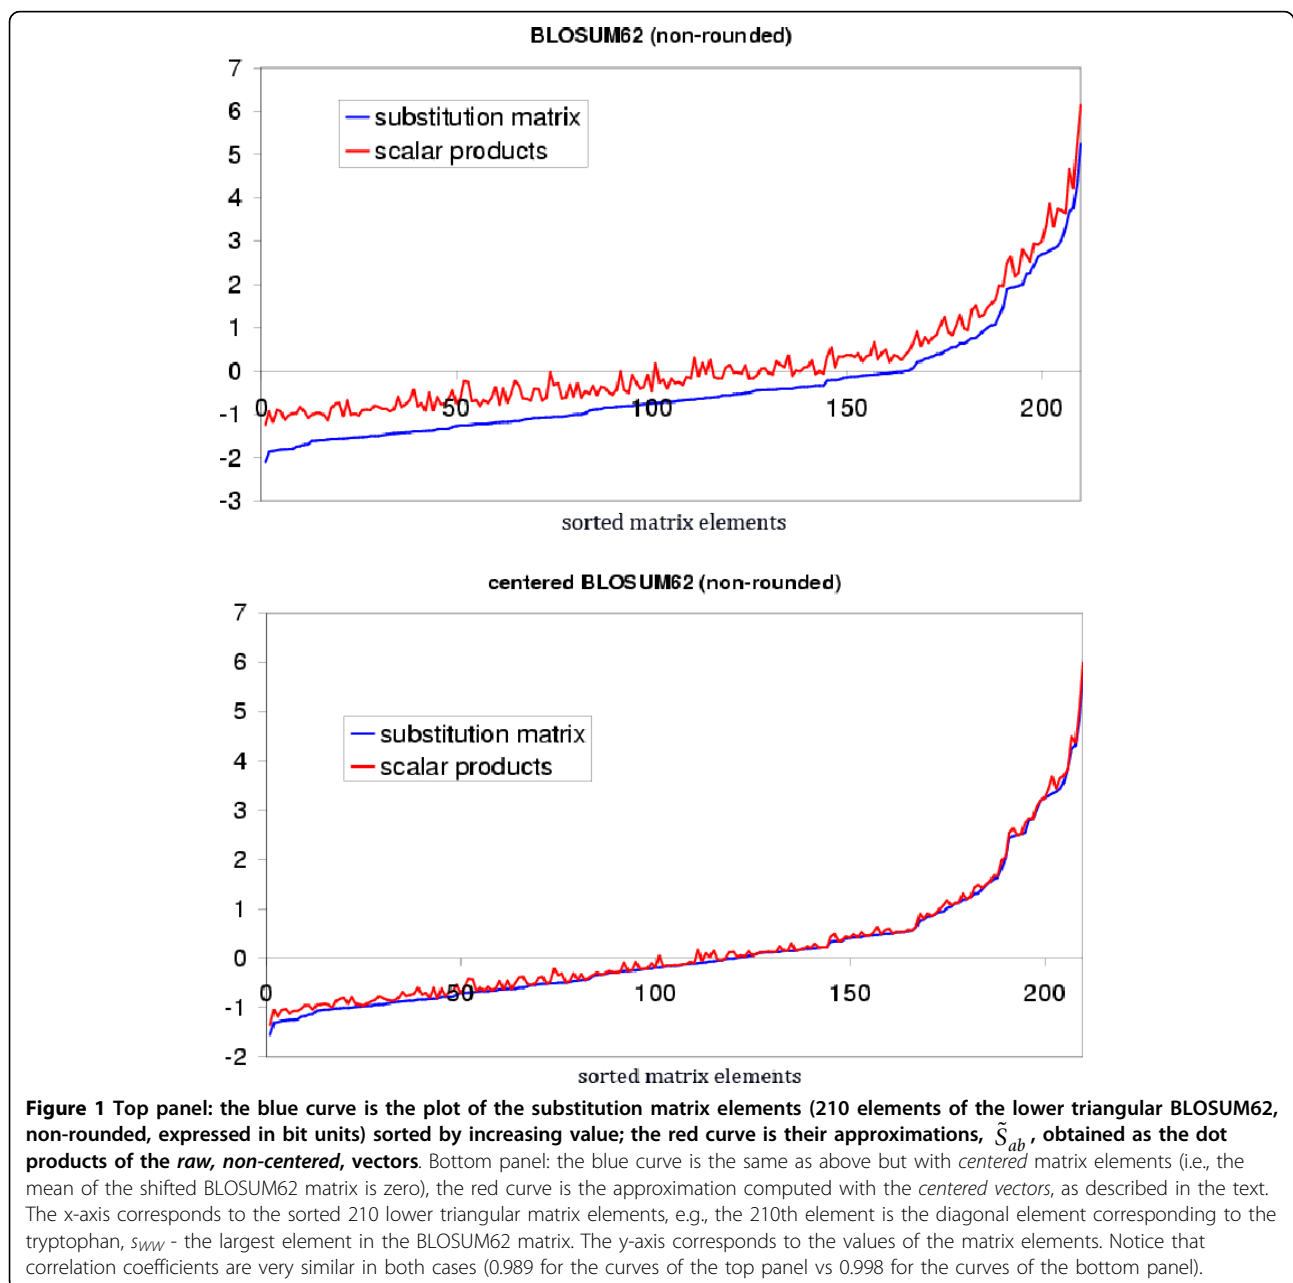 BLOSUM62 (non-rounded)
7
6
5
4
3
2
1
0
-1
-2
-3
substitution matrix
scalar products
0
50
100
150
200
sorted matrix elements
centered BLOSUM62 (non-rounded)
7
6
5
4
3
2
1
0
-1
-2
substitution matrix
scalar products
0
50
100
150
200
sorted matrix elements
Figure 1 Top panel: the blue curve is the plot of the substitution matrix elements (210 elements of the lower triangular BLOSUM62,
non-rounded, expressed in bit units) sorted by increasing value; the red curve is their approximations, S̃ab, obtained as the dot
products of the raw, non-centered, vectors. Bottom panel: the blue curve is the same as above but with centered matrix elements (i.e., the
mean of the shifted BLOSUM62 matrix is zero), the red curve is the approximation computed with the centered vectors, as described in the text.
The x-axis corresponds to the sorted 210 lower triangular matrix elements, e.g., the 210th element is the diagonal element corresponding to the
tryptophan, sWW - the largest element in the BLOSUM62 matrix. The y-axis corresponds to the values of the matrix elements. Notice that
correlation coefficients are very similar in both cases (0.989 for the curves of the top panel vs 0.998 for the curves of the bottom panel).